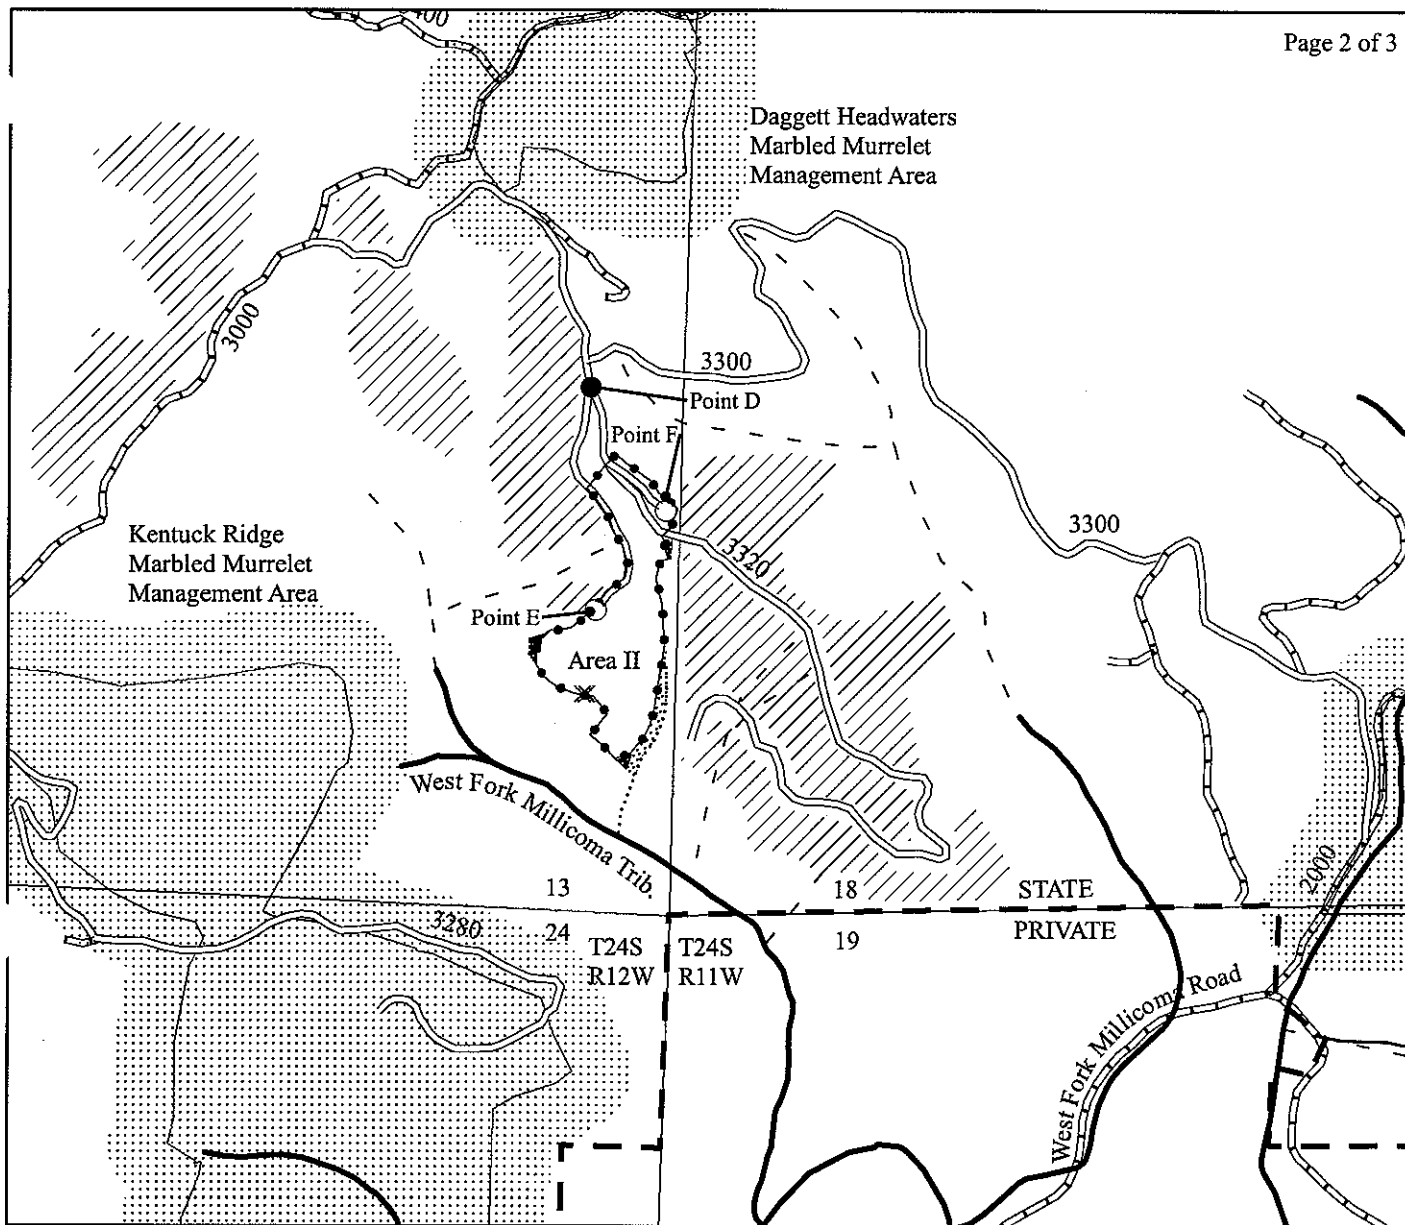 400
Page 2 of 3
Daggett Headwaters
Marbled Murrelet
Management Area
3000
3300
Point D
Point F
Kentuck Ridge
Marbled Murrelet
Management Area
3300
3320
Point E
Area II
West Fork Millicoma Trib.
13
18
STATE
2000
3280
24
T24S
T24S
19
PRIVATE
R12W
R11W
West Fork Millicoma Road